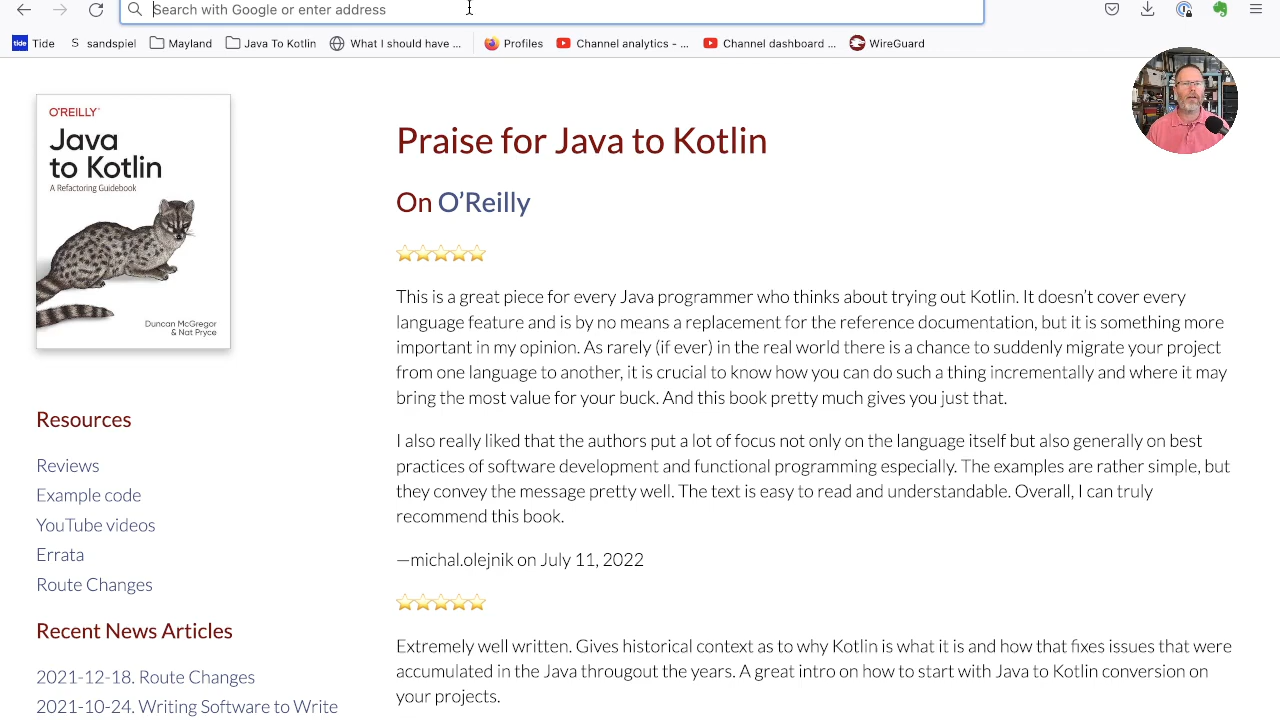 Search with Google or enter address
Tide
sandspiel
Mayland
Java To Kotlin
What I should have ...
Profiles
Channel analytics - ...
Channel dashboard ...
WireGuard
O'REILLY
Java
to Kotlin
A Refactoring Guidebook
Duncan McGregor
& Nat Pryce
Resources
Reviews
Example code
YouTube videos
Errata
Route Changes
Recent News Articles
2021-12-18. Route Changes
2021-10-24. Writing Software to Write
Praise for Java to Kotlin
On O’Reilly
This is a great piece for every Java programmer who thinks about trying out Kotlin. It doesn’t cover every
language feature and is by no means a replacement for the reference documentation, but it is something more
important in my opinion. As rarely (if ever) in the real world there is a chance to suddenly migrate your project
from one language to another, it is crucial to know how you can do such a thing incrementally and where it may
bring the most value for your buck. And this book pretty much gives you just that.
I also really liked that the authors put a lot of focus not only on the language itself but also generally on best
practices of software development and functional programming especially. The examples are rather simple, but
they convey the message pretty well. The text is easy to read and understandable. Overall, I can truly
recommend this book.
—michal.olejnik on July 11, 2022
Extremely well written. Gives historical context as to why Kotlin is what it is and how that fixes issues that were
accumulated in the Java througout the years. A great intro on how to start with Java to Kotlin conversion on
your projects.